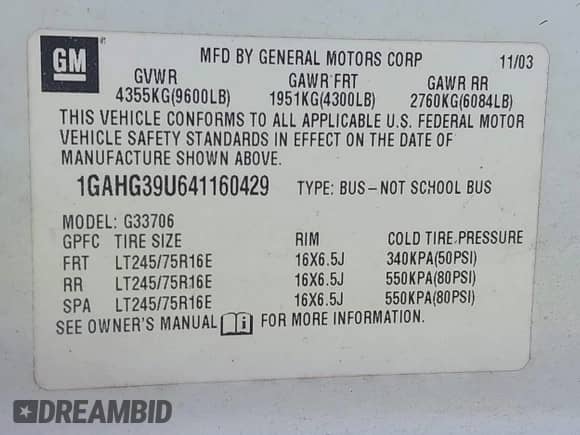 GM
MFD BY GENERAL MOTORS CORP 11/03
GVWR GAWR FRT GAWR RR
4355KG(9600LB) 1951KG(4300LB) 2760KG(6084LB)
THIS VEHICLE CONFORMS TO ALL APPLICABLE U.S. FEDERAL MOTOR
VEHICLE SAFETY STANDARDS IN EFFECT ON THE DATE OF
MANUFACTURE SHOWN ABOVE.
1GAHG39U641160429 TYPE: BUS-NOT SCHOOL BUS
MODEL: G33706
GPFC TIRE SIZE RIM COLD TIRE PRESSURE
FRT LT245/75R16E 16X6.5J 340KPA(50PSI)
RR LT245/75R16E 16X6.5J 550KPA(80PSI)
SPA LT245/75R16E 16X6.5J 550KPA(80PSI)
SEE OWNER'S MANUAL i FOR MORE INFORMATION.
DREAMBID